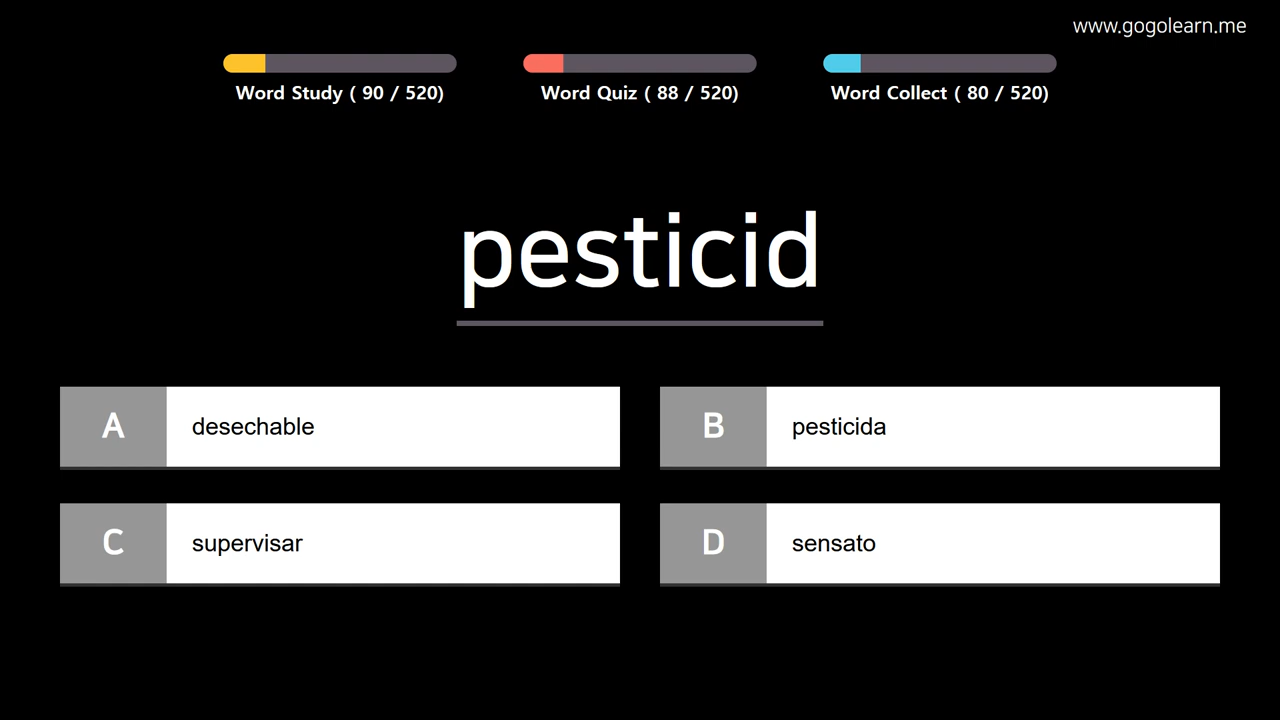 www.gogolearn.me
Word Study ( 90 / 520)
Word Quiz ( 88 / 520)
Word Collect ( 80 / 520)
pesticid
A desechable
B pesticida
C supervisar
D sensato